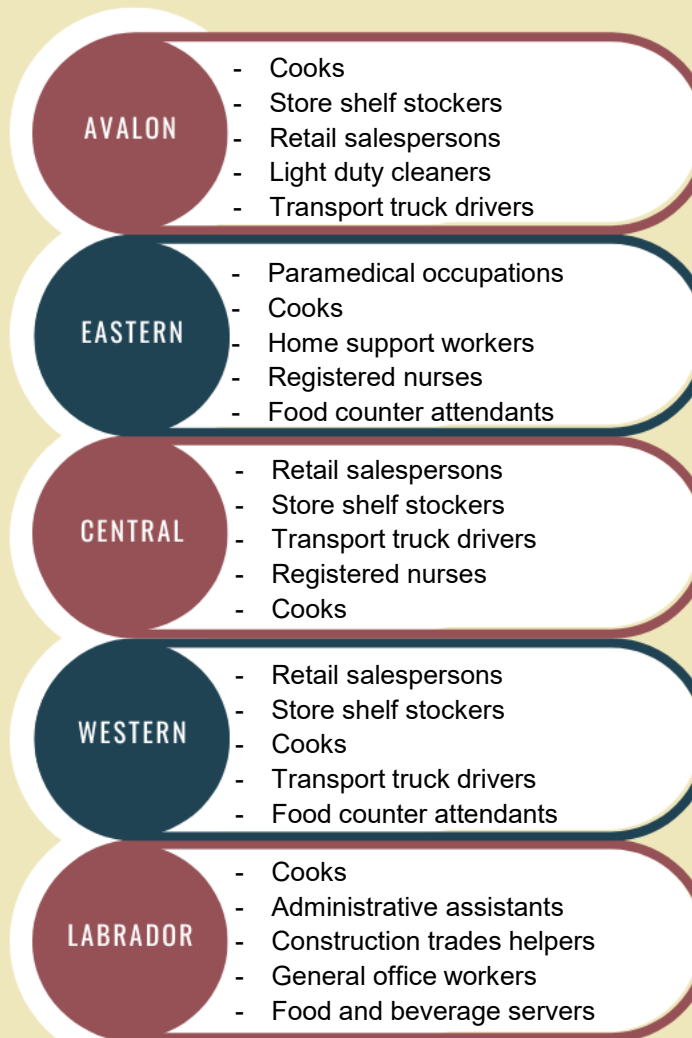 AVALON
- Cooks
- Store shelf stockers
- Retail salespersons
- Light duty cleaners
- Transport truck drivers
EASTERN
- Paramedical occupations
- Cooks
- Home support workers
- Registered nurses
- Food counter attendants
CENTRAL
- Retail salespersons
- Store shelf stockers
- Transport truck drivers
- Registered nurses
- Cooks
WESTERN
- Retail salespersons
- Store shelf stockers
- Cooks
- Transport truck drivers
- Food counter attendants
LABRADOR
- Cooks
- Administrative assistants
- Construction trades helpers
- General office workers
- Food and beverage servers